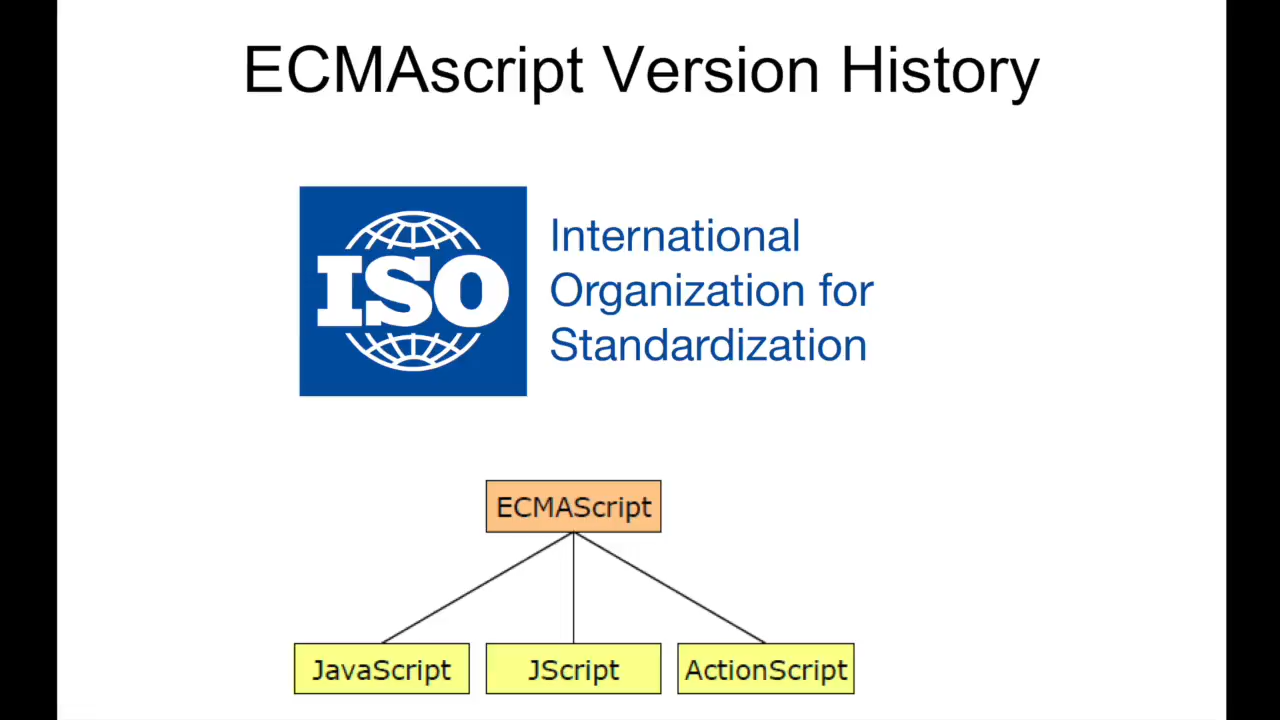 ECMAscript Version History
ISO
International
Organization for
Standardization
ECMAScript
JavaScript
JScript
ActionScript